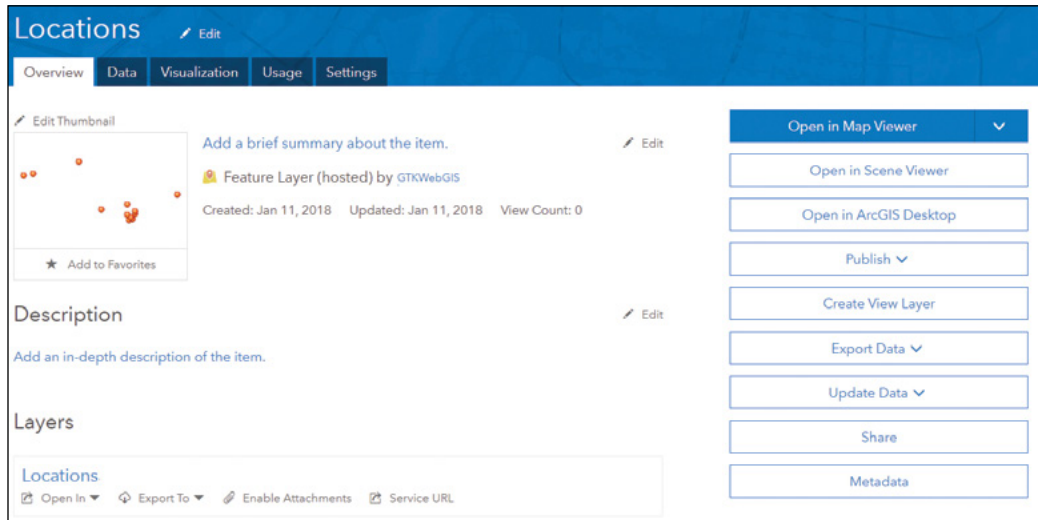 Locations Edit
Overview Data Visualization Usage Settings
Edit Thumbnail
Add to Favorites
Add a brief summary about the item. Edit
Feature Layer (hosted) by GTKWebGIS
Created: Jan 11, 2018 Updated: Jan 11, 2018 View Count: 0
Description Edit
Add an in-depth description of the item.
Layers
Locations
Open In Export To Enable Attachments Service URL
Open in Map Viewer
Open in Scene Viewer
Open in ArcGIS Desktop
Publish
Create View Layer
Export Data
Update Data
Share
Metadata